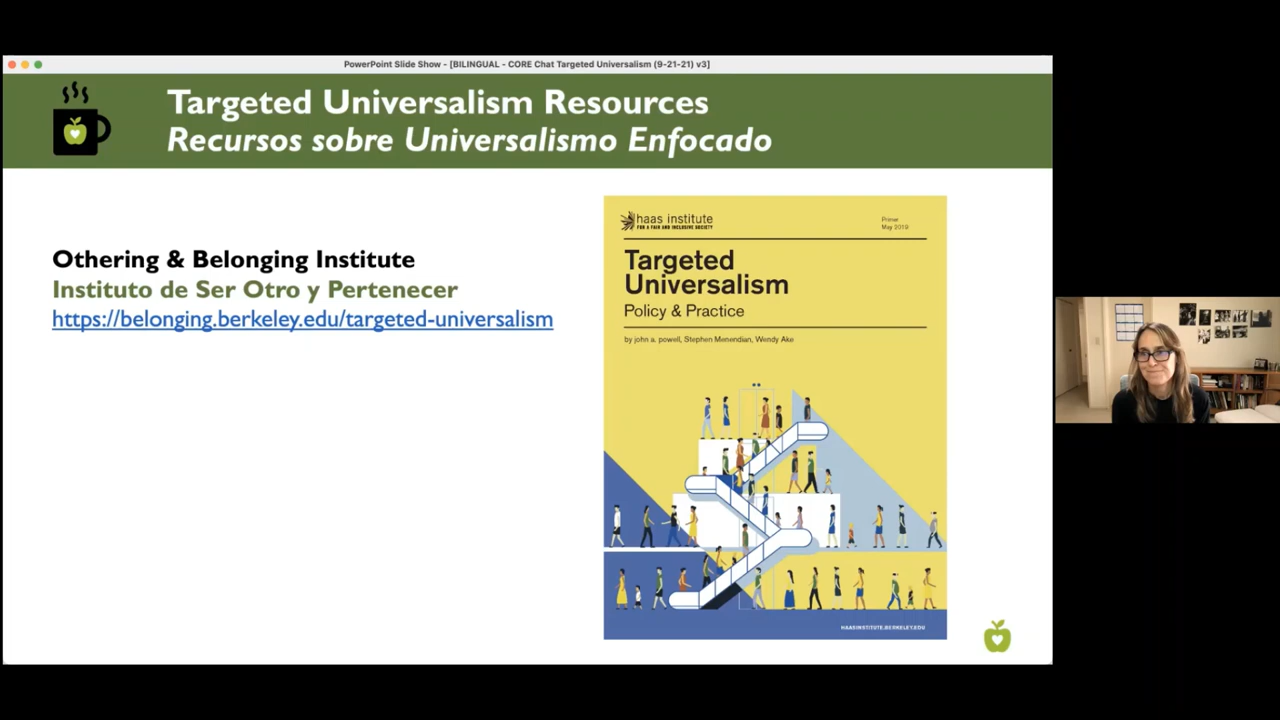 PowerPoint Slide Show - [BILINGUAL - CORE Chat Targeted Universalism (9-21-21) v3]
Targeted Universalism Resources
Recursos sobre Universalismo Enfocado
Othering & Belonging Institute
Instituto de Ser Otro y Pertenecer
https://belonging.berkeley.edu/targeted-universalism
haas institute
FOR A FAIR AND INCLUSIVE SOCIETY
Primer
May 2019
Targeted
Universalism
Policy & Practice
by john a. powell, Stephen Menendian, Wendy Ake
HAASINSTITUTE.BERKELEY.EDU